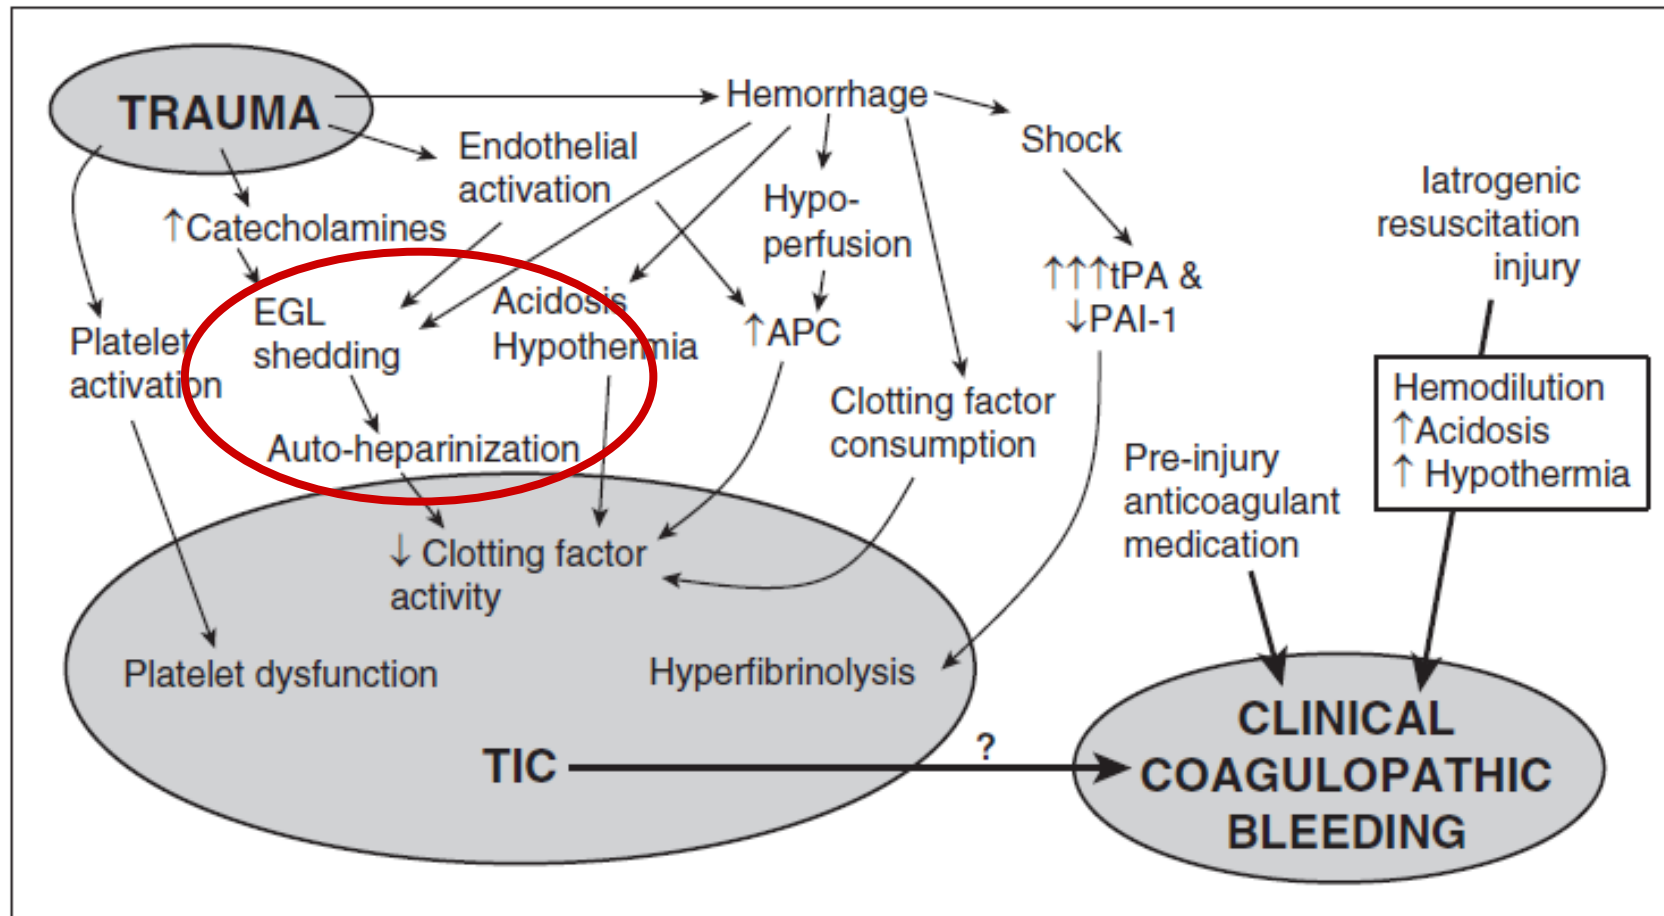 TRAUMA
Hemorrhage
Endothelial
activation
Shock
↑Catecholamines
Hypo-
perfusion
Iatrogenic
resuscitation
injury
EGL
shedding
Acidosis
Hypothermia
↑APC
↑↑↑tPA &
↓PAI-1
Platelet
activation
Auto-heparinization
Clotting factor
consumption
Hemodilution
↑Acidosis
↑ Hypothermia
Pre-injury
anticoagulant
medication
↓ Clotting factor
activity
Platelet dysfunction
Hyperfibrinolysis
TIC
?
CLINICAL
COAGULOPATHIC
BLEEDING